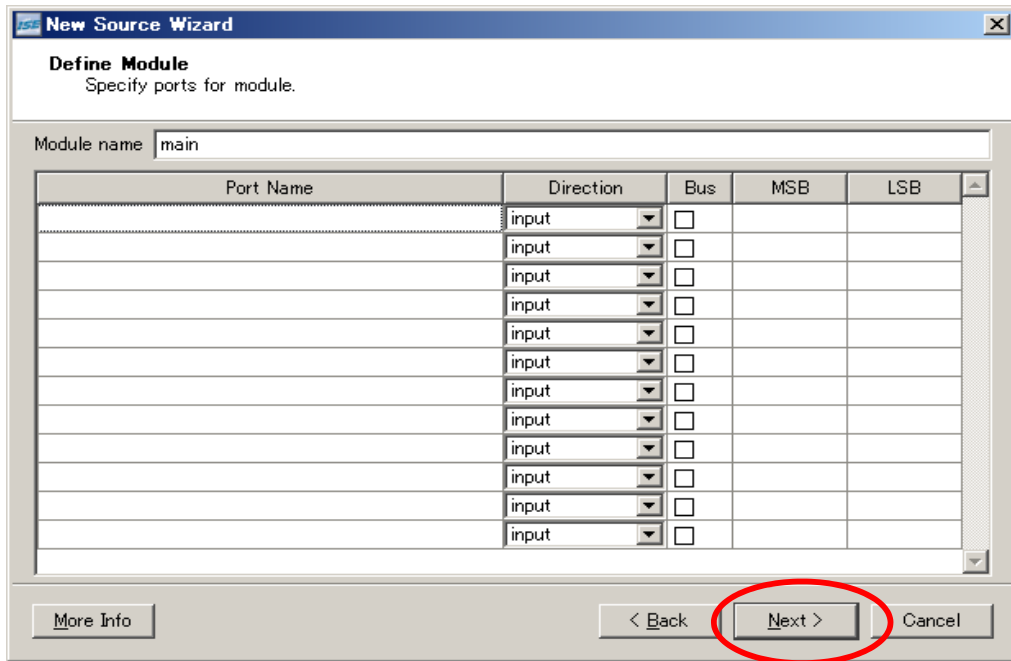 ISE New Source Wizard
Define Module
Specify ports for module.
Module name main
Port Name Direction Bus MSB LSB
input
input
input
input
input
input
input
input
input
input
input
input
More Info < Back Next > Cancel